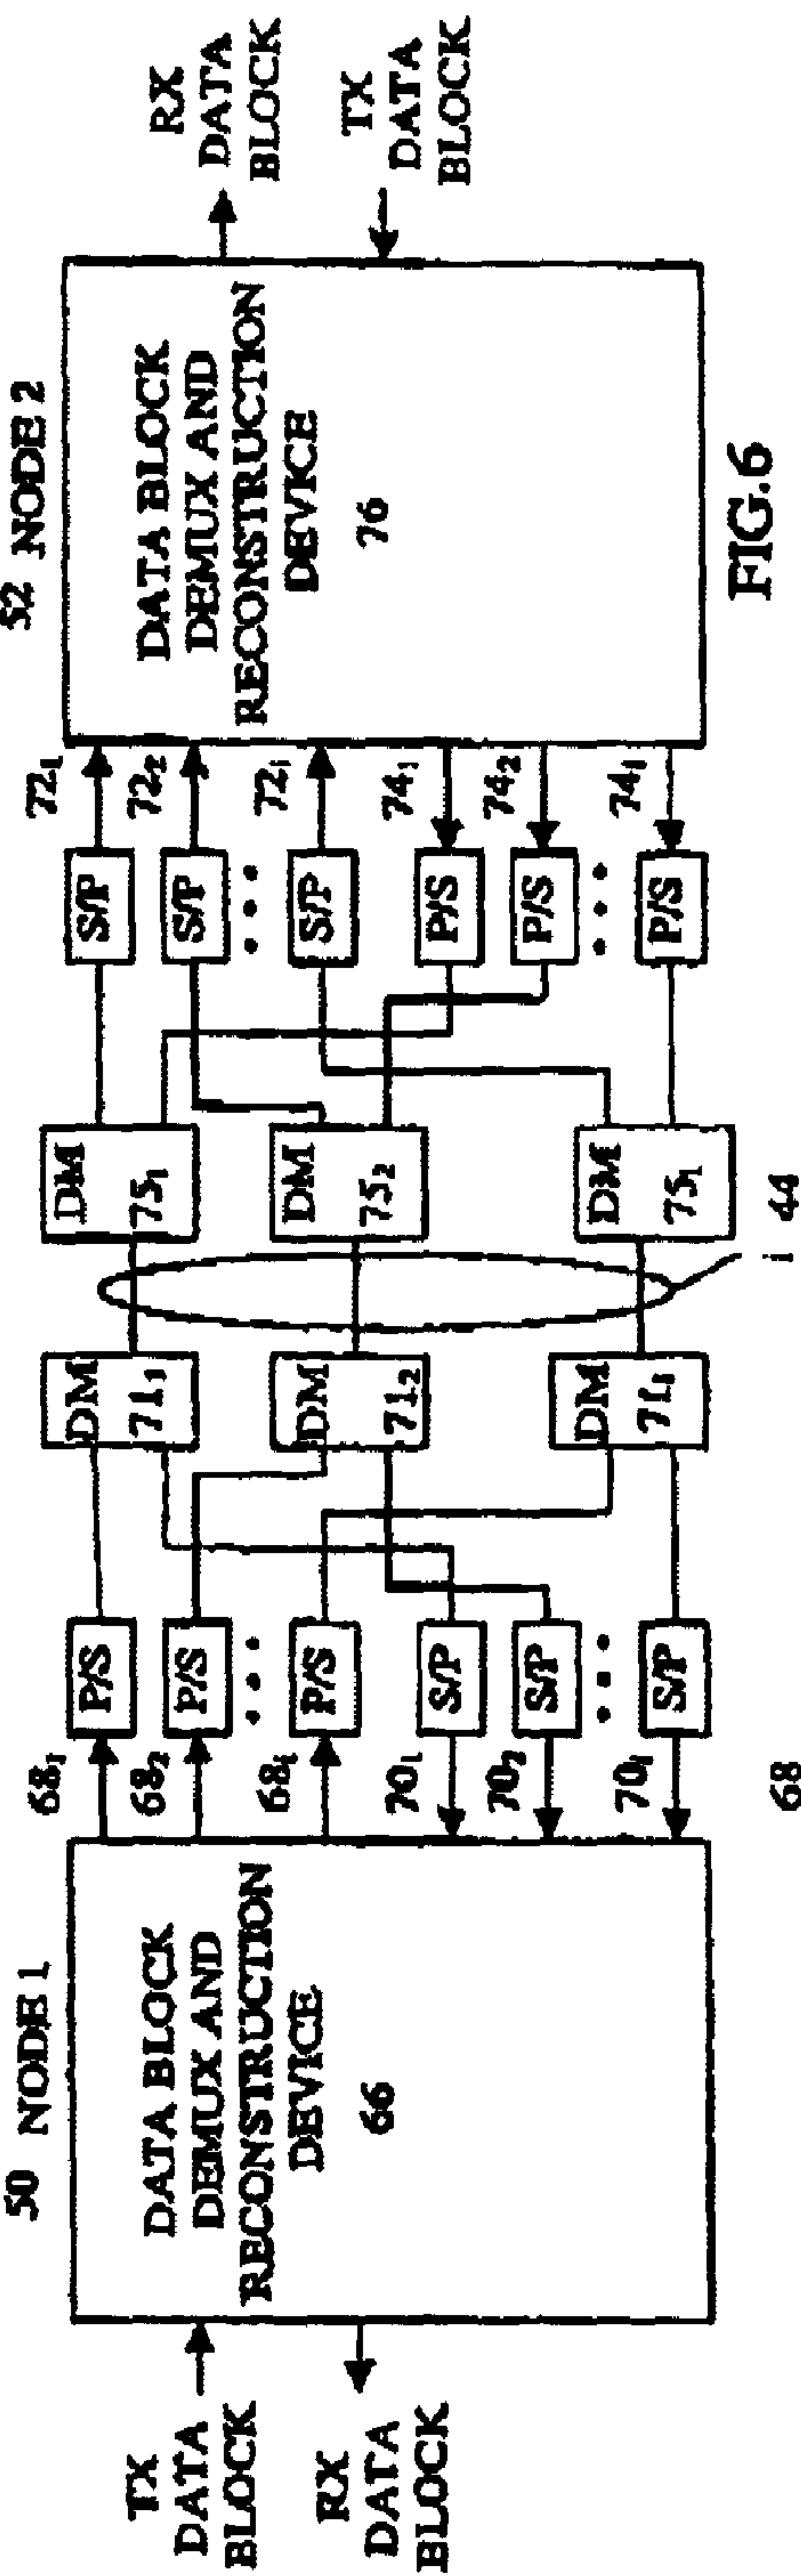 50 NODE 1
TX
DATA
BLOCK
RX
DATA
BLOCK
DATA BLOCK
DEMUX AND
RECONSTRUCTION
DEVICE
66
68₁
68₂
68ᵢ
70₁
70₂
70ᵢ
68
P/S
P/S
• • •
P/S
S/P
S/P
• • •
S/P
DM
71₁
DM
71₂
DM
71ᵢ
i 44
DM
75₁
DM
75₂
DM
75ᵢ
S/P
S/P
• • •
S/P
P/S
P/S
• • •
P/S
72₁
72₂
72ᵢ
74₁
74₂
74ᵢ
52 NODE 2
DATA BLOCK
DEMUX AND
RECONSTRUCTION
DEVICE
76
RX
DATA
BLOCK
TX
DATA
BLOCK
FIG.6